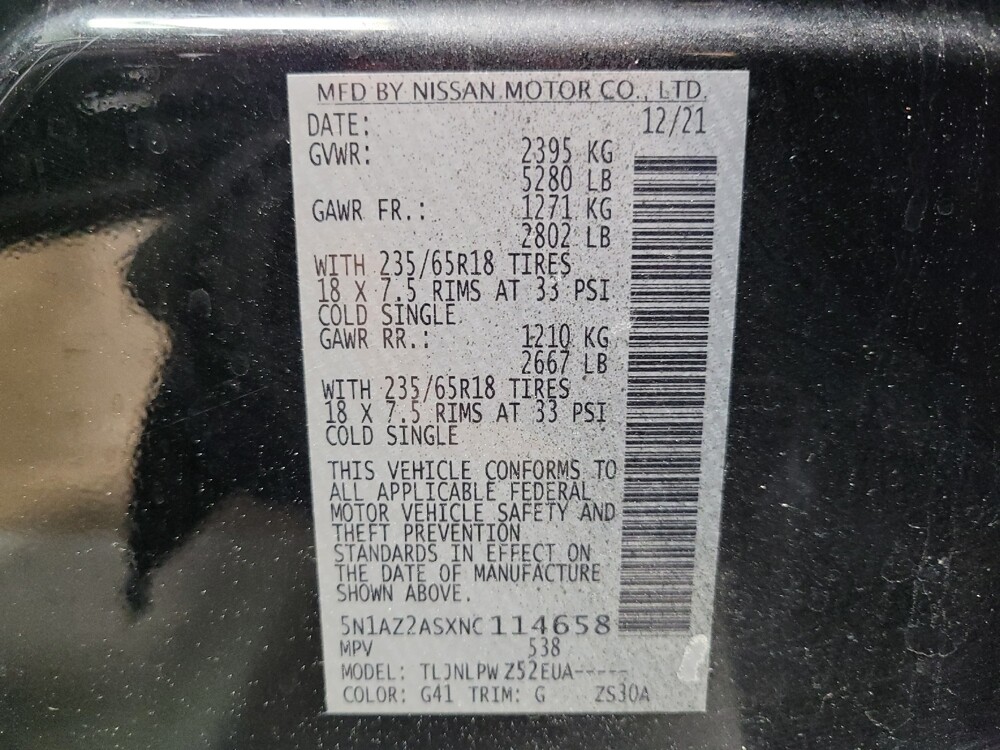 MFD BY NISSAN MOTOR CO., LTD.
DATE: 12/21
GVWR: 2395 KG
5280 LB
GAWR FR.: 1271 KG
2802 LB
WITH 235/65R18 TIRES
18 X 7.5 RIMS AT 33 PSI
COLD SINGLE
GAWR RR.: 1210 KG
2667 LB
WITH 235/65R18 TIRES
18 X 7.5 RIMS AT 33 PSI
COLD SINGLE
THIS VEHICLE CONFORMS TO
ALL APPLICABLE FEDERAL
MOTOR VEHICLE SAFETY AND
THEFT PREVENTION
STANDARDS IN EFFECT ON
THE DATE OF MANUFACTURE
SHOWN ABOVE.
5N1AZ2ASXNC114658
MPV 538
MODEL: TLJNLPW Z52EUA-----
COLOR: G41 TRIM: G ZS30A